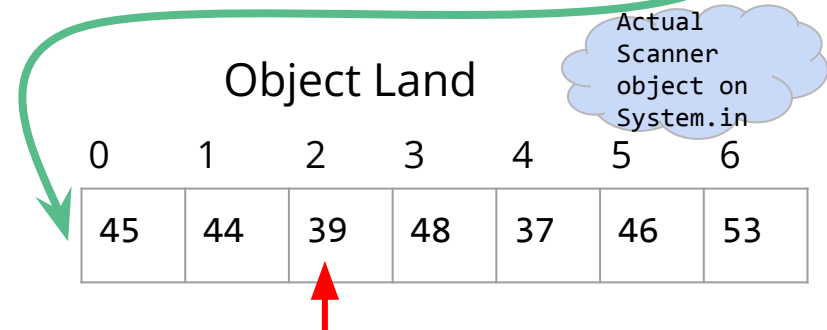 Actual
Scanner
object on
System.in
Object Land
0 1 2 3 4 5 6
45 44 39 48 37 46 53